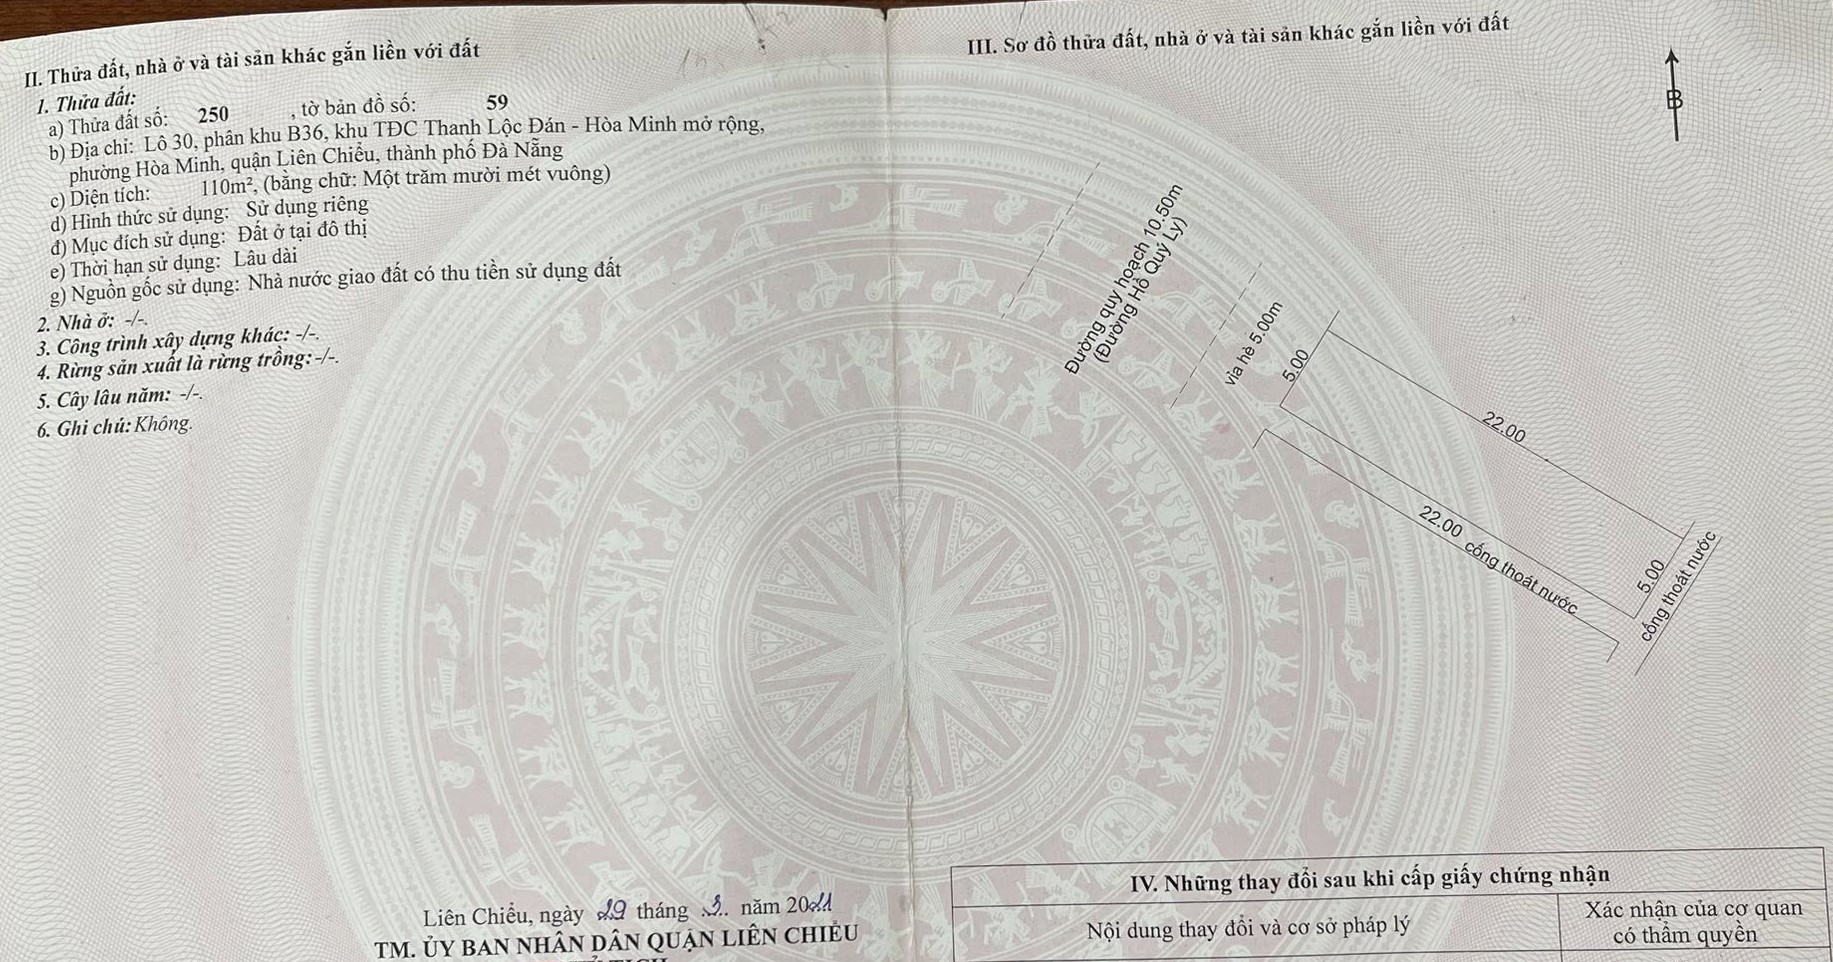 II. Thửa đất, nhà ở và tài sản khác gắn liền với đất
1. Thửa đất:
a) Thửa đất số: 250 , tờ bản đồ số: 59
b) Địa chỉ: Lô 30, phân khu B36, khu TĐC Thanh Lộc Đán - Hòa Minh mở rộng,
phường Hòa Minh, quận Liên Chiểu, thành phố Đà Nẵng
c) Diện tích: 110m², (bằng chữ: Một trăm mười mét vuông)
d) Hình thức sử dụng: Sử dụng riêng
đ) Mục đích sử dụng: Đất ở tại đô thị
e) Thời hạn sử dụng: Lâu dài
g) Nguồn gốc sử dụng: Nhà nước giao đất có thu tiền sử dụng đất
2. Nhà ở: -/-.
3. Công trình xây dựng khác: -/-.
4. Rừng sản xuất là rừng trồng: -/-.
5. Cây lâu năm: -/-.
6. Ghi chú: Không.
Liên Chiểu, ngày 29 tháng 3.. năm 20
TM. ỦY BAN NHÂN DÂN QUẬN LIÊN CHIỂU
III. Sơ đồ thửa đất, nhà ở và tài sản khác gắn liền với đất
B
Đường quy hoạch 10.50m
(Đường Hồ Quý Ly)
vỉa hè 5.00m
5.00
22.00
22.00 cống thoát nước
5.00
cống thoát nước
IV. Những thay đổi sau khi cấp giấy chứng nhận
Nội dung thay đổi và cơ sở pháp lý
Xác nhận của cơ quan
có thẩm quyền